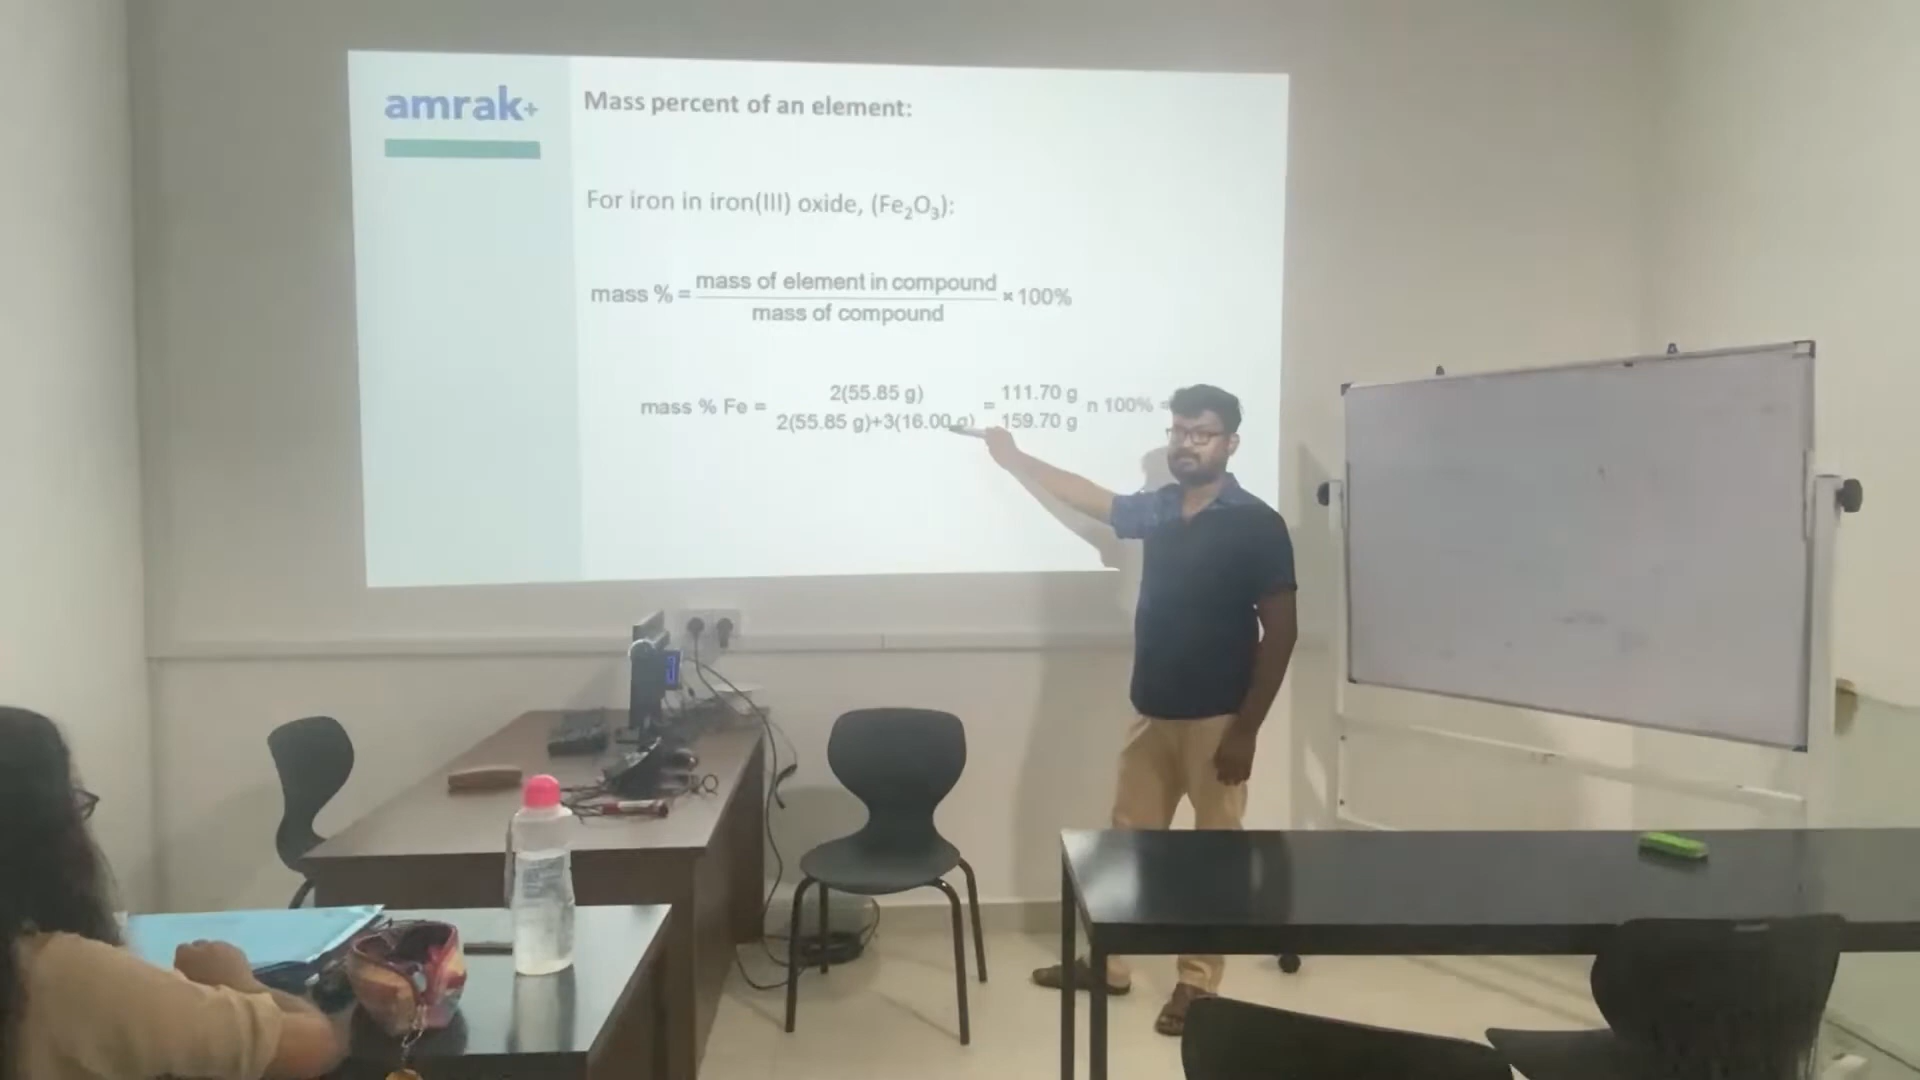 amrak+
Mass percent of an element:
For iron in iron(III) oxide, (Fe₂O₃):
mass % = mass of element in compound / mass of compound × 100%
mass % Fe = 2(55.85 g) / 2(55.85 g)+3(16.00 g) = 111.70 g / 159.70 g n 100% =